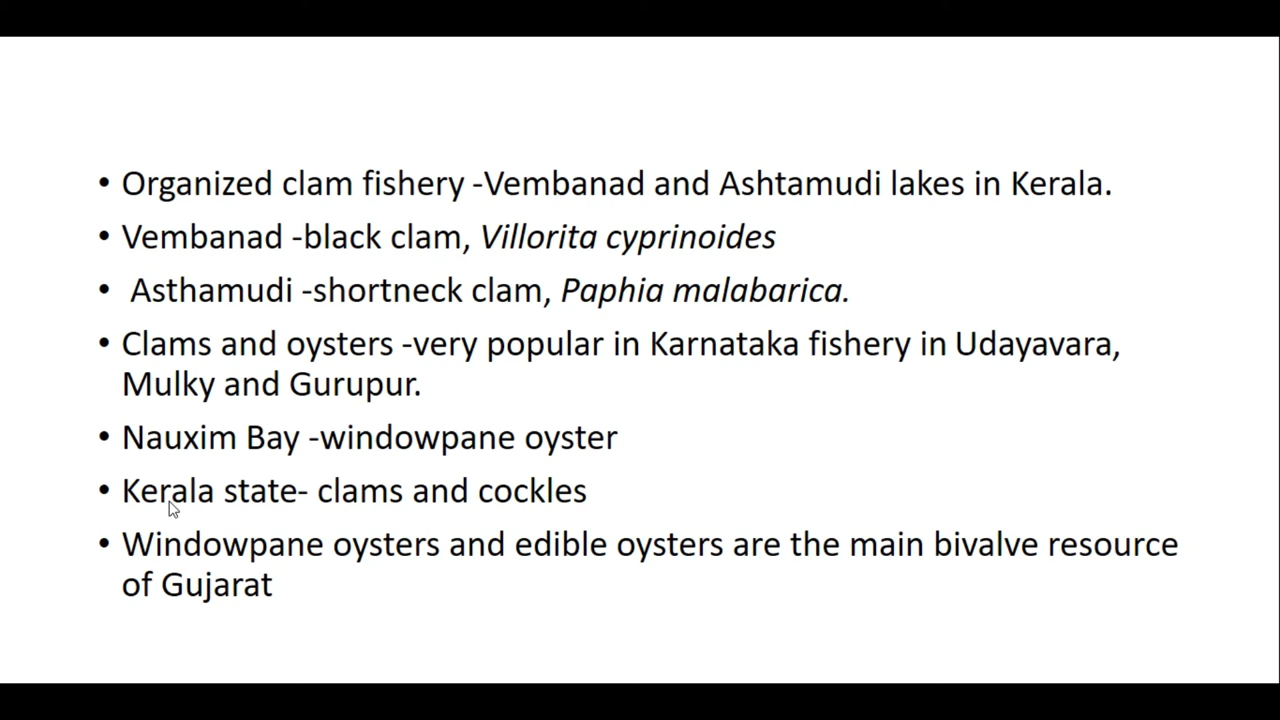 • Organized clam fishery -Vembanad and Ashtamudi lakes in Kerala.
• Vembanad -black clam, Villorita cyprinoides
• Asthamudi -shortneck clam, Paphia malabarica.
• Clams and oysters -very popular in Karnataka fishery in Udayavara,
Mulky and Gurupur.
• Nauxim Bay -windowpane oyster
• Kerala state- clams and cockles
• Windowpane oysters and edible oysters are the main bivalve resource
of Gujarat